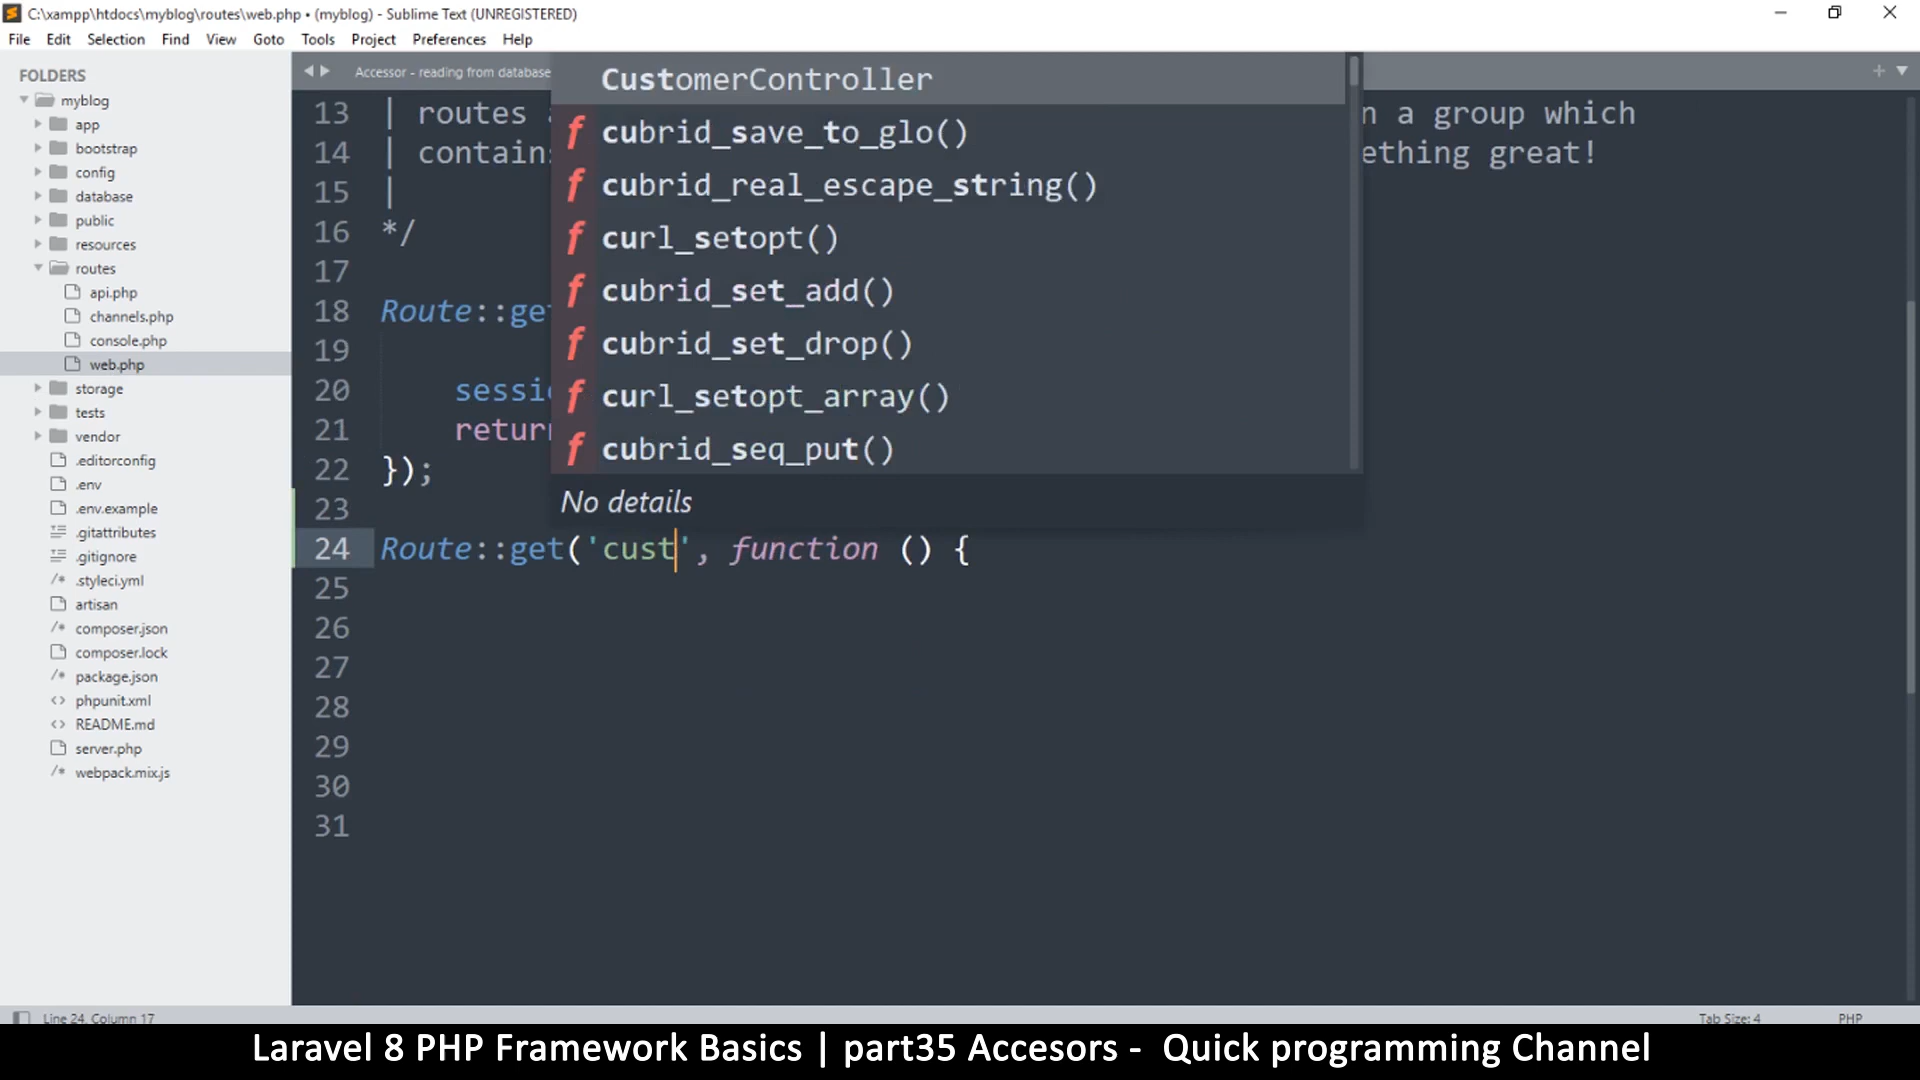 C:\xampp\htdocs\myblog\routes\web.php • (myblog) - Sublime Text (UNREGISTERED)
File Edit Selection Find View Goto Tools Project Preferences Help
FOLDERS
myblog
app
bootstrap
config
database
public
resources
routes
api.php
channels.php
console.php
web.php
storage
tests
vendor
.editorconfig
.env
.env.example
.gitattributes
.gitignore
/* .styleci.yml
artisan
/* composer.json
composer.lock
/* package.json
<> phpunit.xml
<> README.md
server.php
/* webpack.mix.js
Accessor - reading from database
CustomerController
f cubrid_save_to_glo()
f cubrid_real_escape_string()
f curl_setopt()
f cubrid_set_add()
f cubrid_set_drop()
f curl_setopt_array()
f cubrid_seq_put()
No details
13 | routes n a group which
14 | contain ething great!
15 |
16 */
17
18 Route::get
19
20 sessio
21 return
22 });
23
24 Route::get('cust', function () {
25
26
27
28
29
30
31
Line 24, Column 17 Tab Size: 4 PHP
Laravel 8 PHP Framework Basics | part35 Accesors - Quick programming Channel